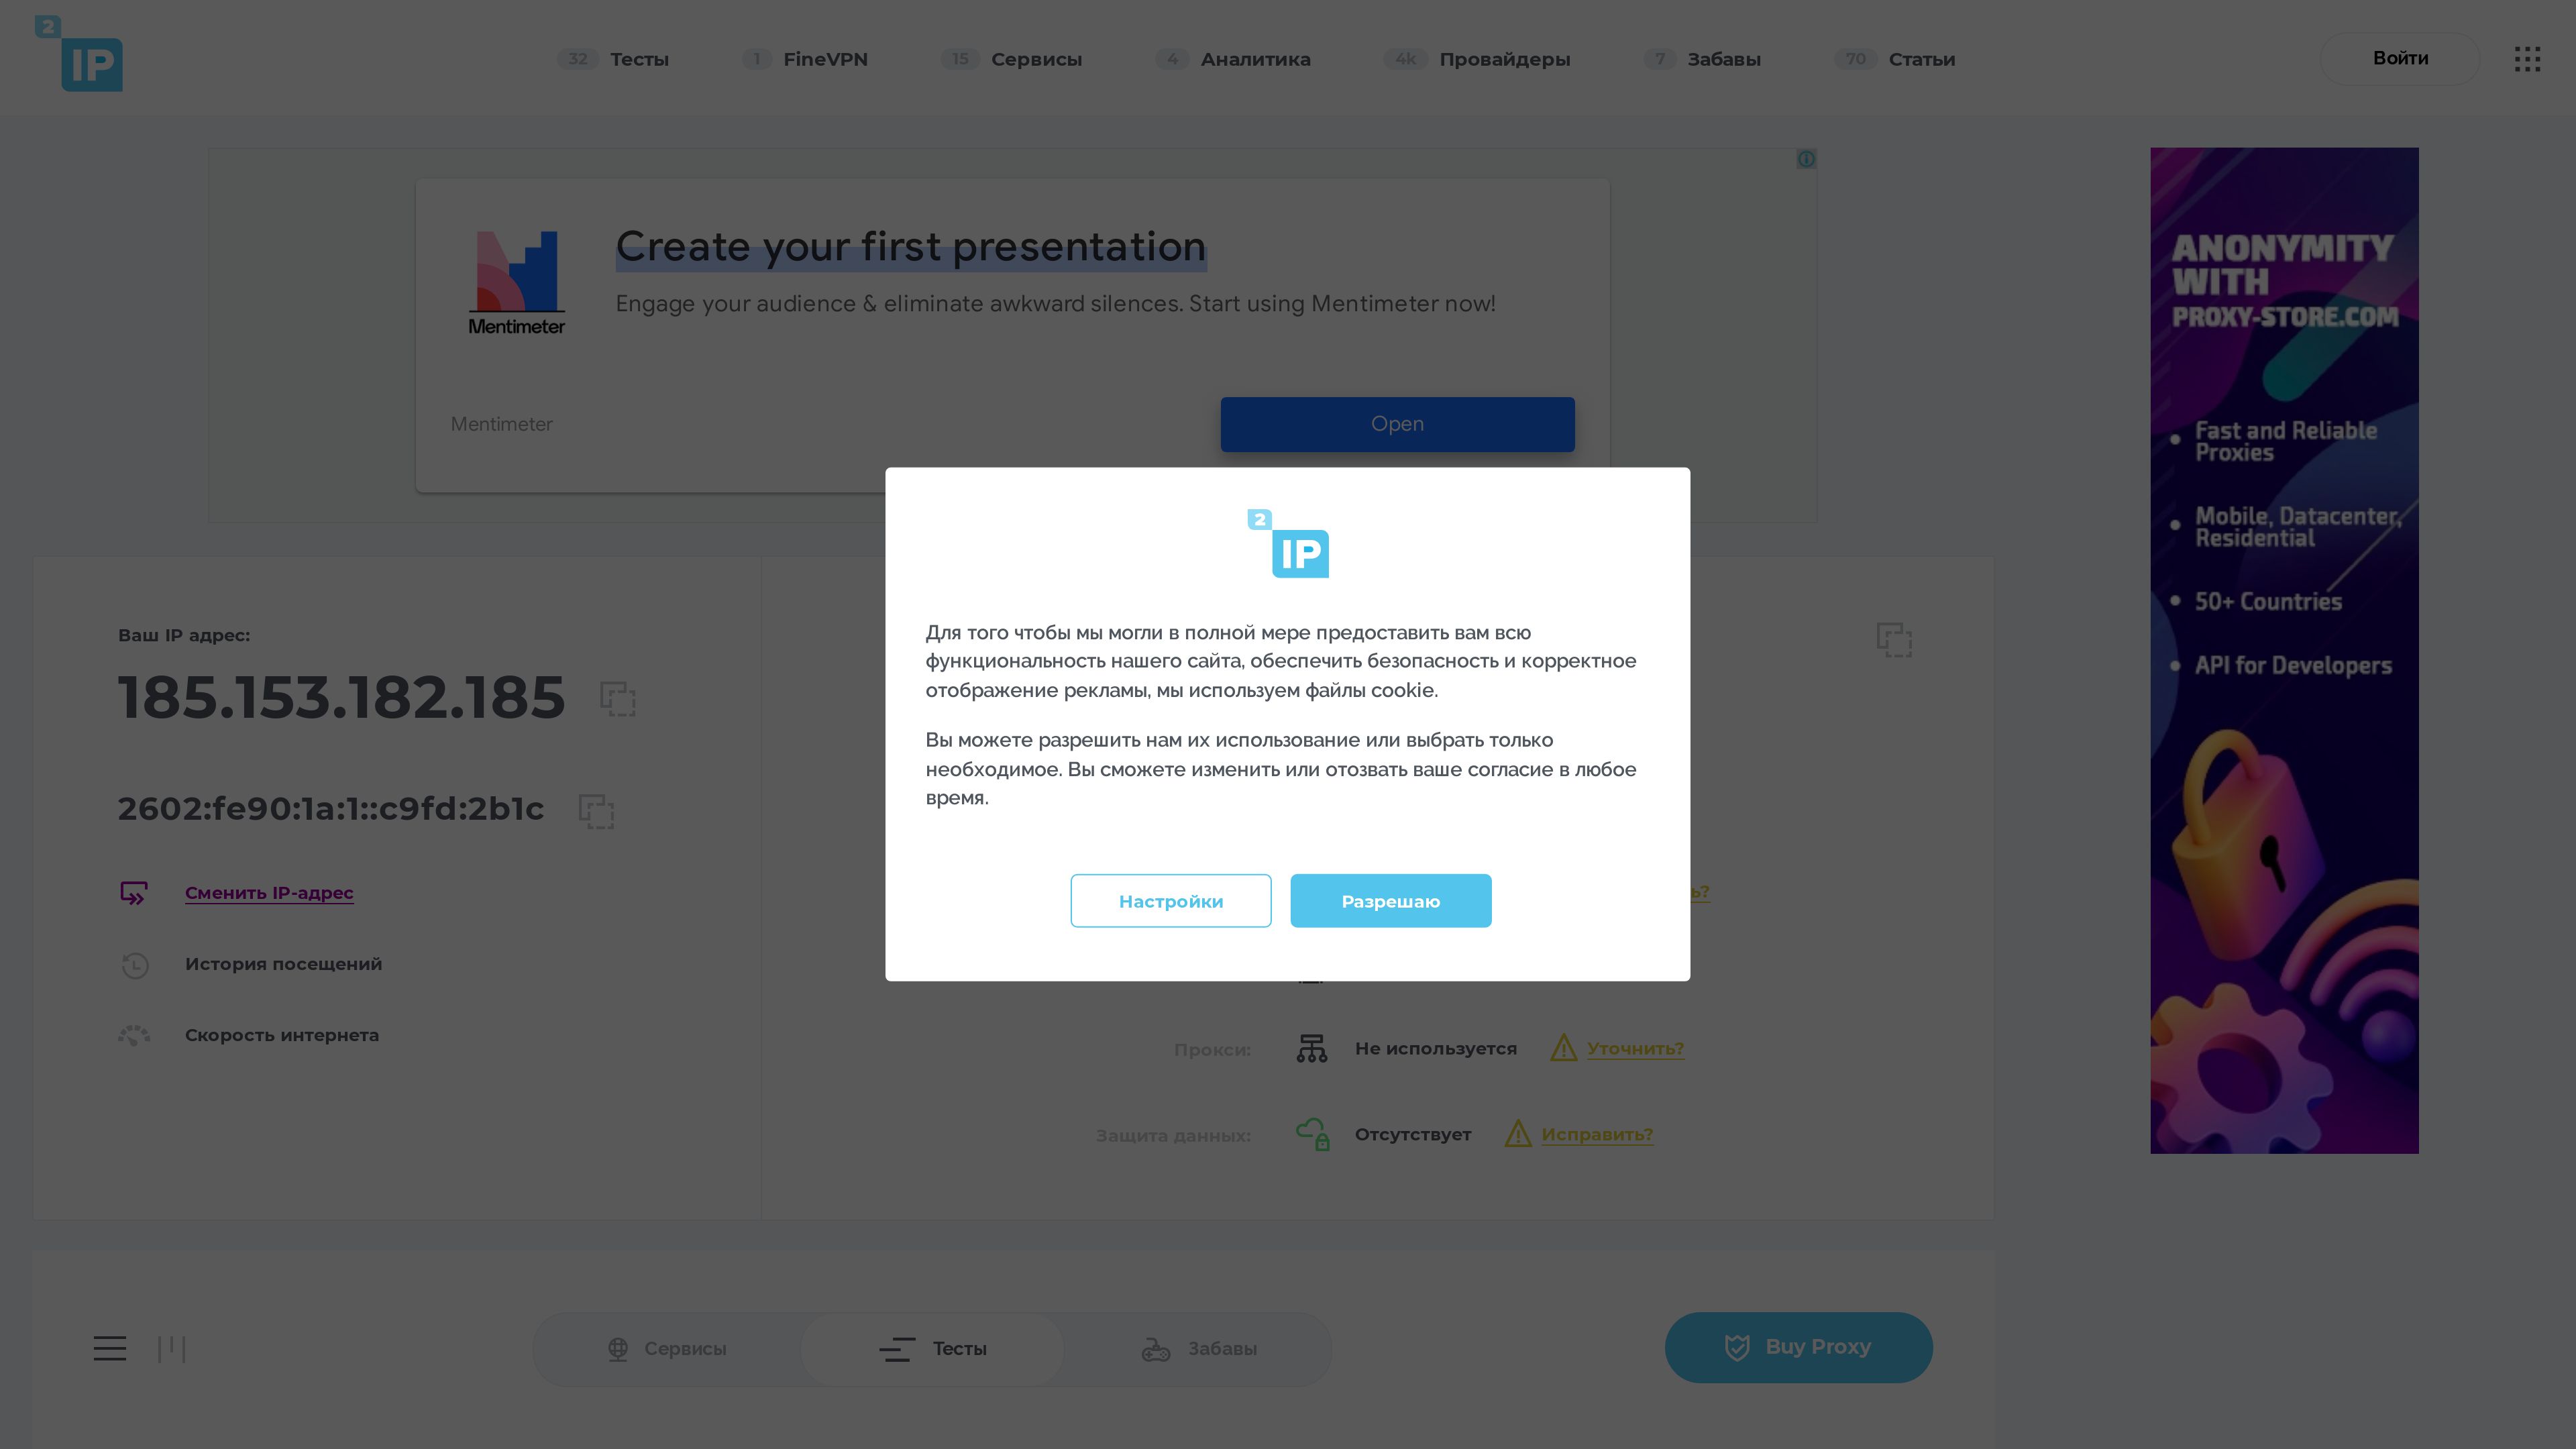 2
IP
32 Тесты
1 FineVPN
15 Сервисы
4 Аналитика
4k Провайдеры
7 Забавы
70 Статьи
Войти
Create your first presentation
Engage your audience & eliminate awkward silences. Start using Mentimeter now!
Mentimeter
Mentimeter
Open
ANONYMITY
WITH
PROXY-STORE.COM
Fast and Reliable
Proxies
Mobile, Datacenter,
Residential
50+ Countries
API for Developers
2
IP
Для того чтобы мы могли в полной мере предоставить вам всю
функциональность нашего сайта, обеспечить безопасность и корректное
отображение рекламы, мы используем файлы cookie.
Вы можете разрешить нам их использование или выбрать только
необходимое. Вы сможете изменить или отозвать ваше согласие в любое
время.
Настройки
Разрешаю
Ваш IP адрес:
185.153.182.185
2602:fe90:1a:1::c9fd:2b1c
Сменить IP-адрес
История посещений
Скорость интернета
Прокси: Не используется Уточнить?
Защита данных: Отсутствует Исправить?
Сервисы
Тесты
Забавы
Buy Proxy